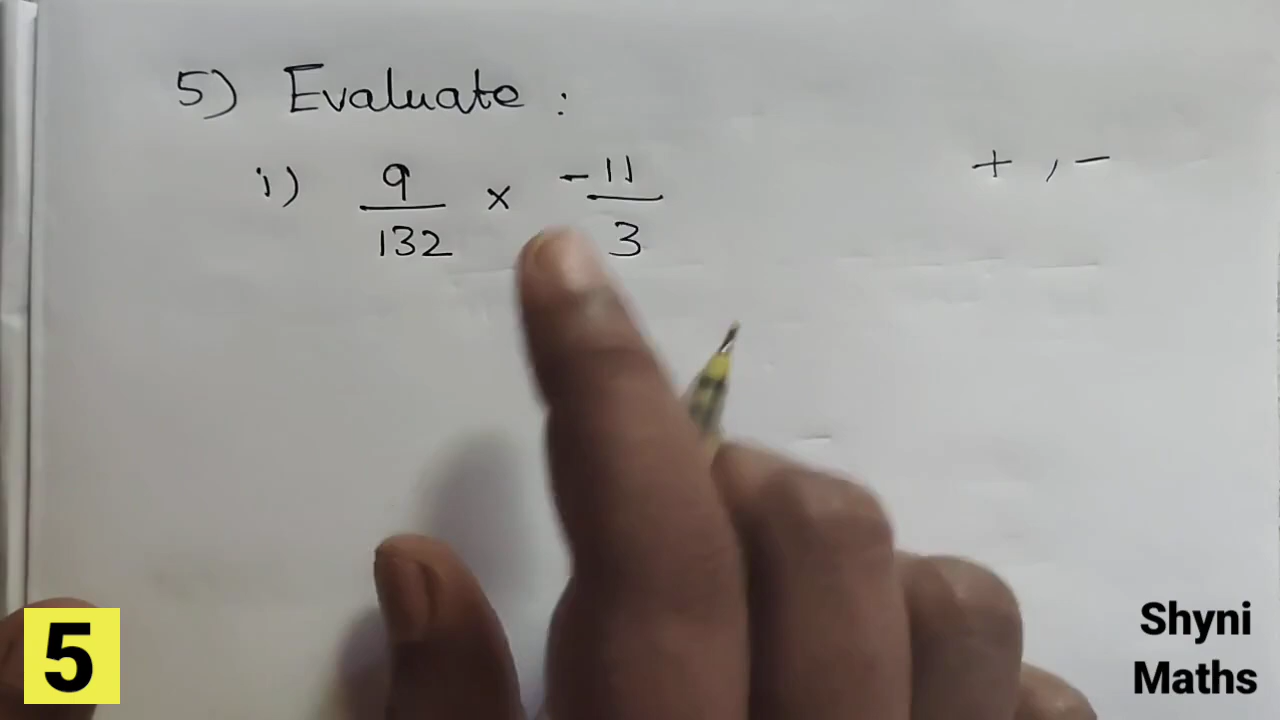 5) Evaluate :
i) 9/132 × -11/3
+ , -
5
Shyni
Maths